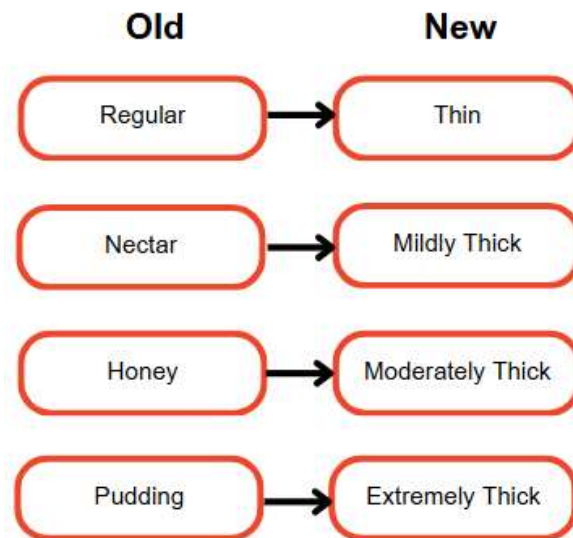 Old New
Regular Thin
Nectar Mildly Thick
Honey Moderately Thick
Pudding Extremely Thick